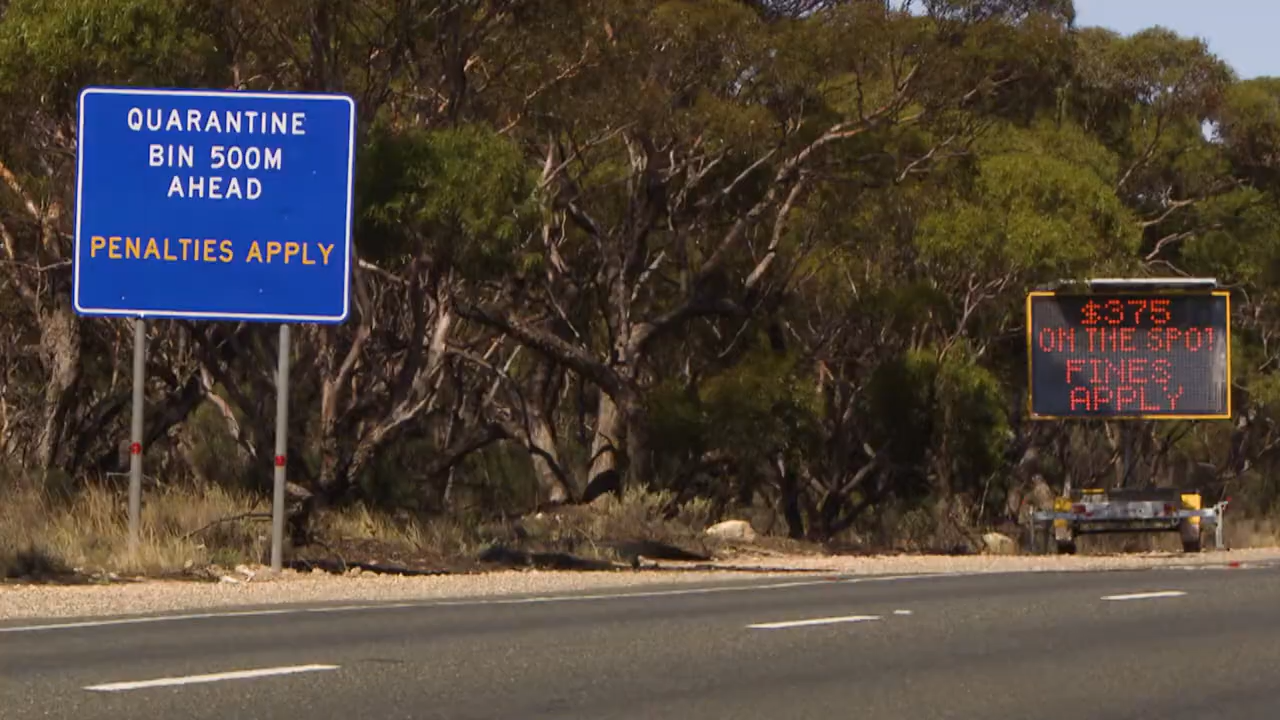 QUARANTINE
BIN 500M
AHEAD
PENALTIES APPLY
$375
ON THE SPOT
FINES
APPLY